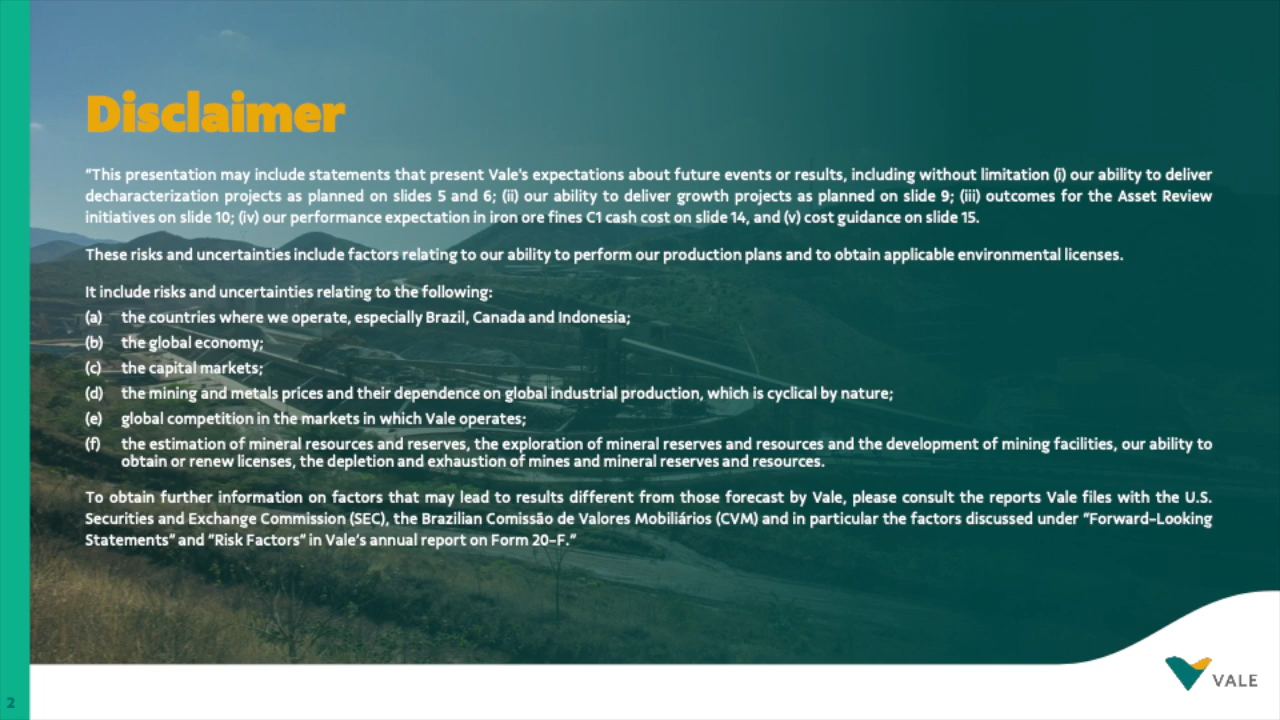 Disclaimer
"This presentation may include statements that present Vale's expectations about future events or results, including without limitation (i) our ability to deliver
decharacterization projects as planned on slides 5 and 6; (ii) our ability to deliver growth projects as planned on slide 9; (iii) outcomes for the Asset Review
initiatives on slide 10; (iv) our performance expectation in iron ore fines C1 cash cost on slide 14, and (v) cost guidance on slide 15.
These risks and uncertainties include factors relating to our ability to perform our production plans and to obtain applicable environmental licenses.
It include risks and uncertainties relating to the following:
(a) the countries where we operate, especially Brazil, Canada and Indonesia;
(b) the global economy;
(c) the capital markets;
(d) the mining and metals prices and their dependence on global industrial production, which is cyclical by nature;
(e) global competition in the markets in which Vale operates;
(f) the estimation of mineral resources and reserves, the exploration of mineral reserves and resources and the development of mining facilities, our ability to
obtain or renew licenses, the depletion and exhaustion of mines and mineral reserves and resources.
To obtain further information on factors that may lead to results different from those forecast by Vale, please consult the reports Vale files with the U.S.
Securities and Exchange Commission (SEC), the Brazilian Comissão de Valores Mobiliários (CVM) and in particular the factors discussed under "Forward-Looking
Statements" and "Risk Factors" in Vale's annual report on Form 20-F."
2
VALE